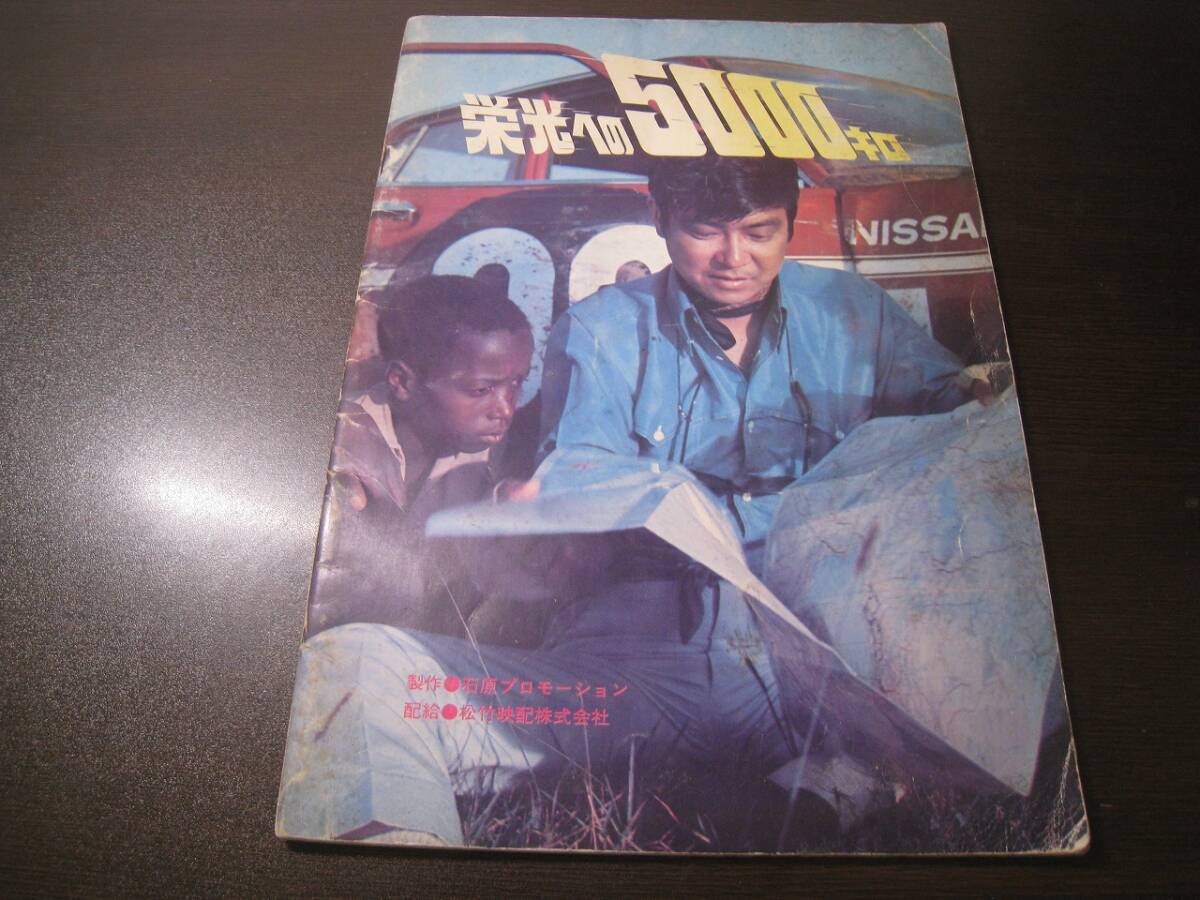 栄光への5000キロ
NISSA
製作●石原プロモーション
配給●松竹映配株式会社